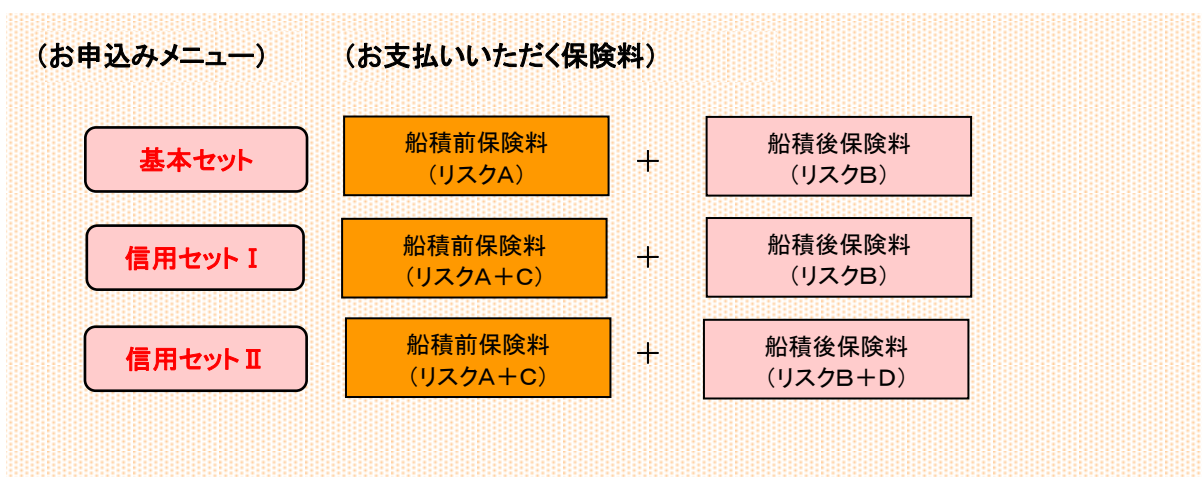 （お申込みメニュー） （お支払いいただく保険料）
基本セット
船積前保険料
（リスクＡ）
＋
船積後保険料
（リスクＢ）
信用セットⅠ
船積前保険料
（リスクＡ＋Ｃ）
＋
船積後保険料
（リスクＢ）
信用セットⅡ
船積前保険料
（リスクＡ＋Ｃ）
＋
船積後保険料
（リスクＢ＋Ｄ）